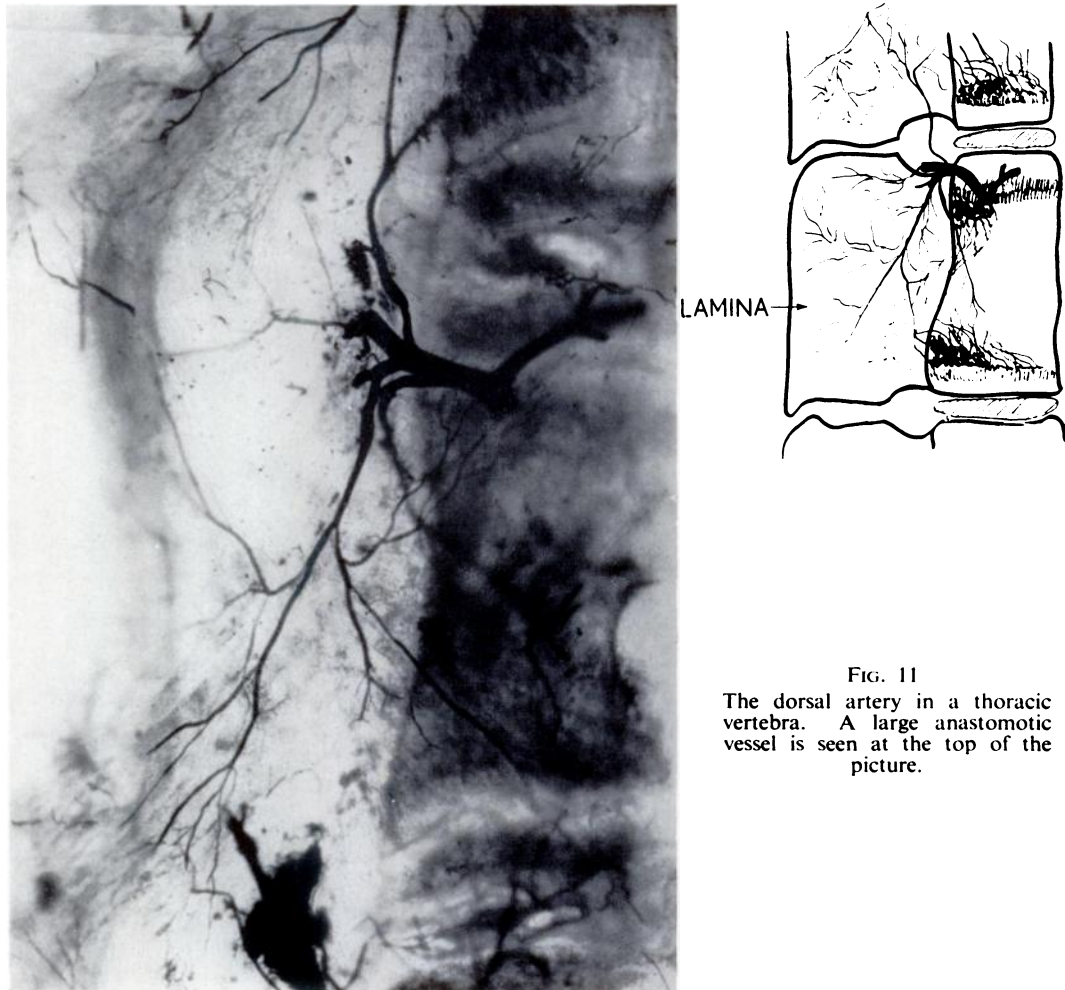 LAMINA
FIG. 11
The dorsal artery in a thoracic
vertebra. A large anastomotic
vessel is seen at the top of the
picture.